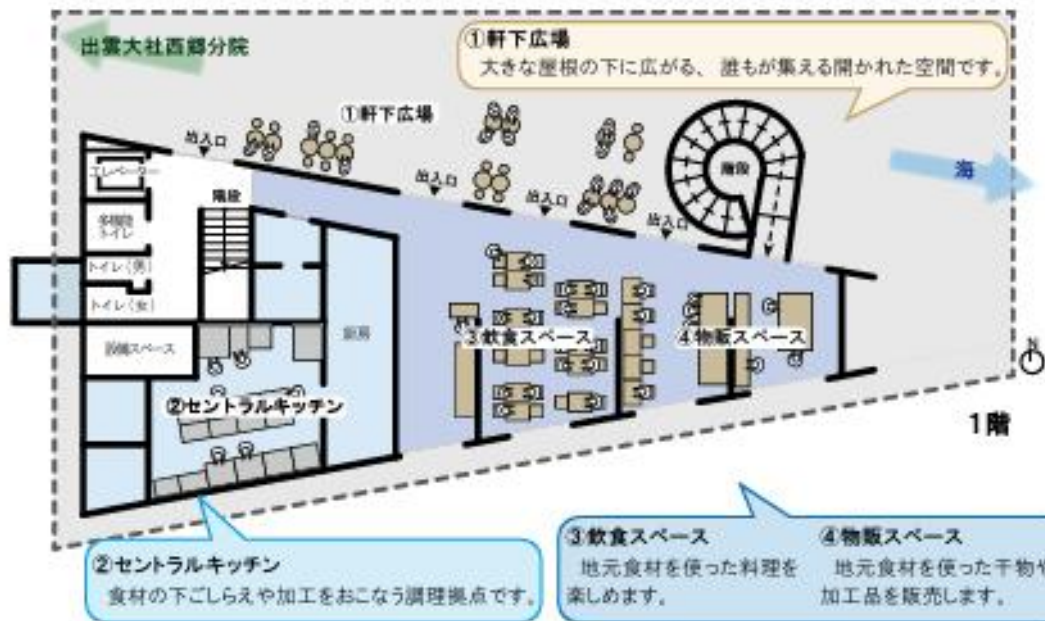 出雲大社西郷分院
①軒下広場
大きな屋根の下に広がる、誰もが集える開かれた空間です。
①軒下広場
出入口
エレベーター
階段
出入口
階段
海
多機能
トイレ
出入口
出入口
トイレ(男)
トイレ(女)
設備スペース
厨房
③飲食スペース
④物販スペース
N
②セントラルキッチン
1階
②セントラルキッチン
食材の下ごしらえや加工をおこなう調理拠点です。
③飲食スペース
地元食材を使った料理を
楽しめます。
④物販スペース
地元食材を使った干物や
加工品を販売します。